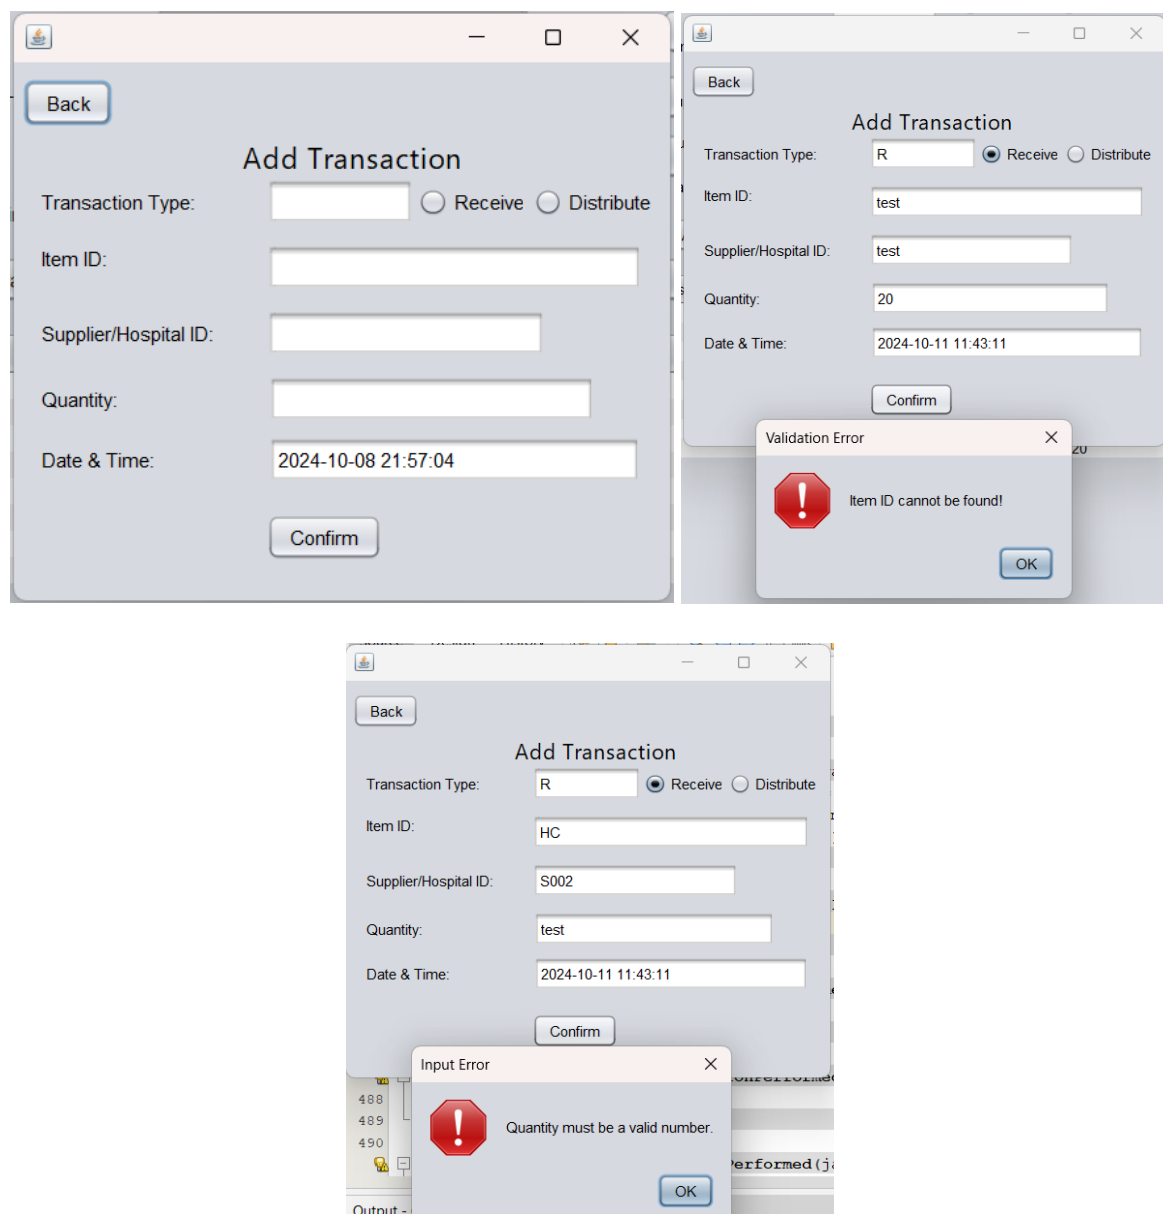 Back
Add Transaction
Transaction Type: Receive Distribute
Item ID:
Supplier/Hospital ID:
Quantity:
Date & Time: 2024-10-08 21:57:04
Confirm
Back
Add Transaction
Transaction Type: R Receive Distribute
Item ID: test
Supplier/Hospital ID: test
Quantity: 20
Date & Time: 2024-10-11 11:43:11
Confirm
Validation Error
20
Item ID cannot be found!
OK
Back
Add Transaction
Transaction Type: R Receive Distribute
Item ID: HC
Supplier/Hospital ID: S002
Quantity: test
Date & Time: 2024-10-11 11:43:11
Confirm
Input Error
488
489
Quantity must be a valid number.
490
Performed(ja
OK
Output -